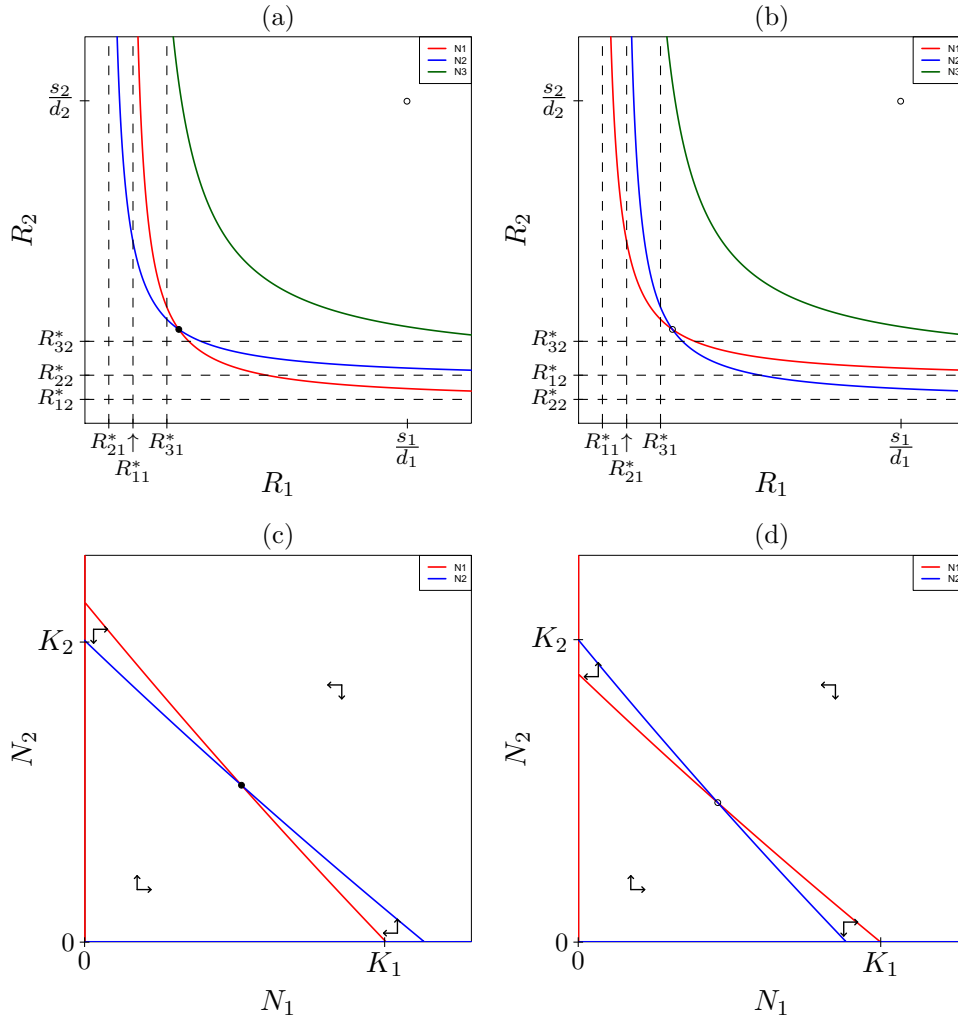 (a)
N1
N2
N3
s₂/d₂
R₂
R*₃₂
R*₂₂
R*₁₂
R*₂₁ ↑ R*₃₁
R*₁₁
s₁/d₁
R₁
(b)
N1
N2
N3
s₂/d₂
R₂
R*₃₂
R*₁₂
R*₂₂
R*₁₁ ↑ R*₃₁
R*₂₁
s₁/d₁
R₁
(c)
N1
N2
K₂
N₂
0
0
K₁
N₁
(d)
N1
N2
K₂
N₂
0
0
K₁
N₁